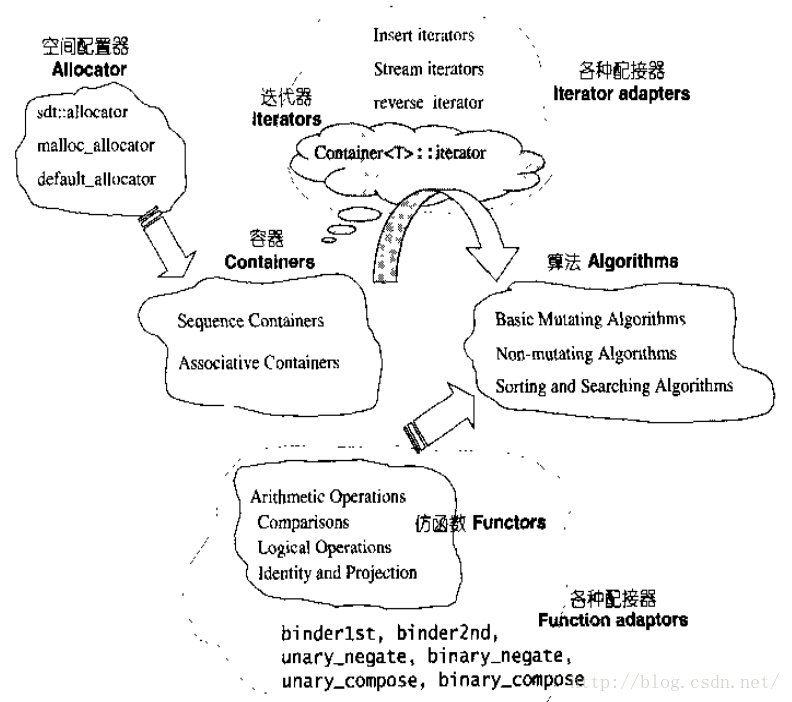 空间配置器
Allocator
sdt::allocator
malloc_allocator
default_allocator
Insert iterators
Stream iterators
reverse iterator
各种配接器
Iterator adapters
迭代器
Iterators
Container<T>::iterator
容器
Containers
Sequence Containers
Associative Containers
算法 Algorithms
Basic Mutating Algorithms
Non-mutating Algorithms
Sorting and Searching Algorithms
Arithmetic Operations
Comparisons
Logical Operations
Identity and Projection
仿函数 Functors
各种配接器
Function adaptors
binder1st, binder2nd,
unary_negate, binary_negate,
unary_compose, binary_compose
http://blog.csdn.net/